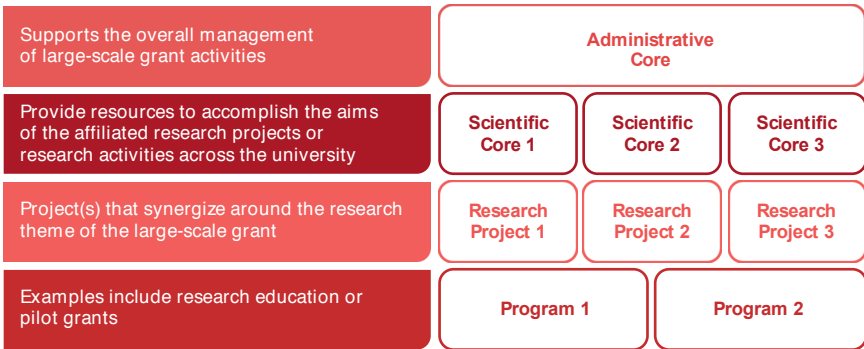 Supports the overall management
of large-scale grant activities
Administrative
Core
Provide resources to accomplish the aims
of the affiliated research projects or
research activities across the university
Scientific
Core 1
Scientific
Core 2
Scientific
Core 3
Project(s) that synergize around the research
theme of the large-scale grant
Research
Project 1
Research
Project 2
Research
Project 3
Examples include research education or
pilot grants
Program 1
Program 2